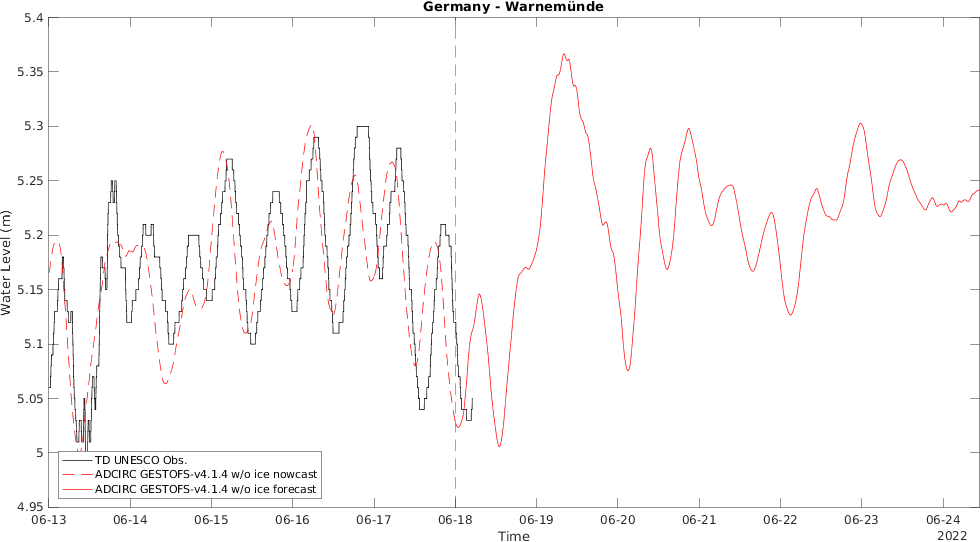 Germany - Warnemünde
5.4
5.35
5.3
5.25
5.2
5.15
5.1
5.05
5
4.95
Water Level (m)
TD UNESCO Obs.
ADCIRC GESTOFS-v4.1.4 w/o ice nowcast
ADCIRC GESTOFS-v4.1.4 w/o ice forecast
06-13 06-14 06-15 06-16 06-17 06-18 06-19 06-20 06-21 06-22 06-23 06-24
Time
2022